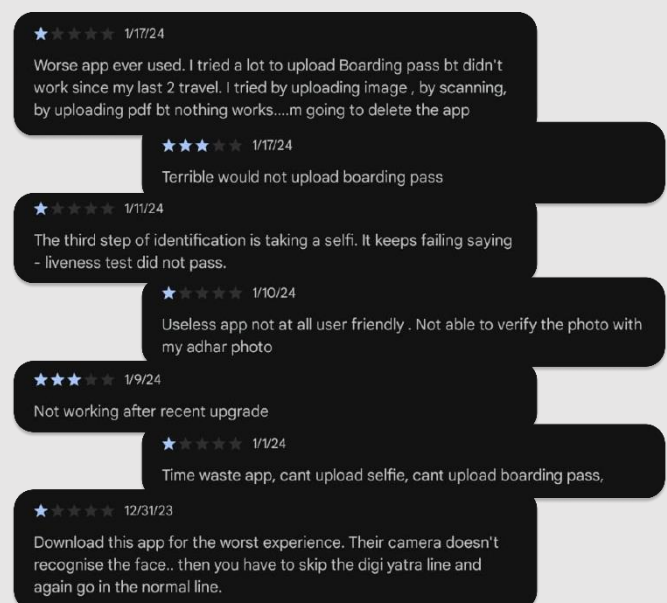 1/17/24
Worse app ever used. I tried a lot to upload Boarding pass bt didn't
work since my last 2 travel. I tried by uploading image , by scanning,
by uploading pdf bt nothing works....m going to delete the app
1/17/24
Terrible would not upload boarding pass
1/11/24
The third step of identification is taking a selfi. It keeps failing saying
- liveness test did not pass.
1/10/24
Useless app not at all user friendly . Not able to verify the photo with
my adhar photo
1/9/24
Not working after recent upgrade
1/1/24
Time waste app, cant upload selfie, cant upload boarding pass,
12/31/23
Download this app for the worst experience. Their camera doesn't
recognise the face.. then you have to skip the digi yatra line and
again go in the normal line.